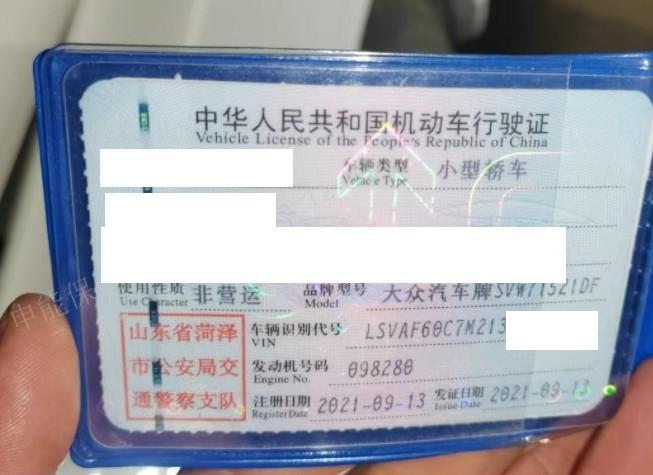 中华人民共和国机动车行驶证
Vehicle License of the People's Republic of China
车辆类型 小型轿车
Vehicle Type
使用性质 非营运 品牌型号 大众汽车牌SVW71521DF
Use Character Model
山东省菏泽
市公安局交
通警察支队
车辆识别代号 LSVAF60C7M213
VIN
发动机号码 098280
Engine No.
注册日期 2021-09-13 发证日期 2021-09-13
Register Date Issue Date
申能保